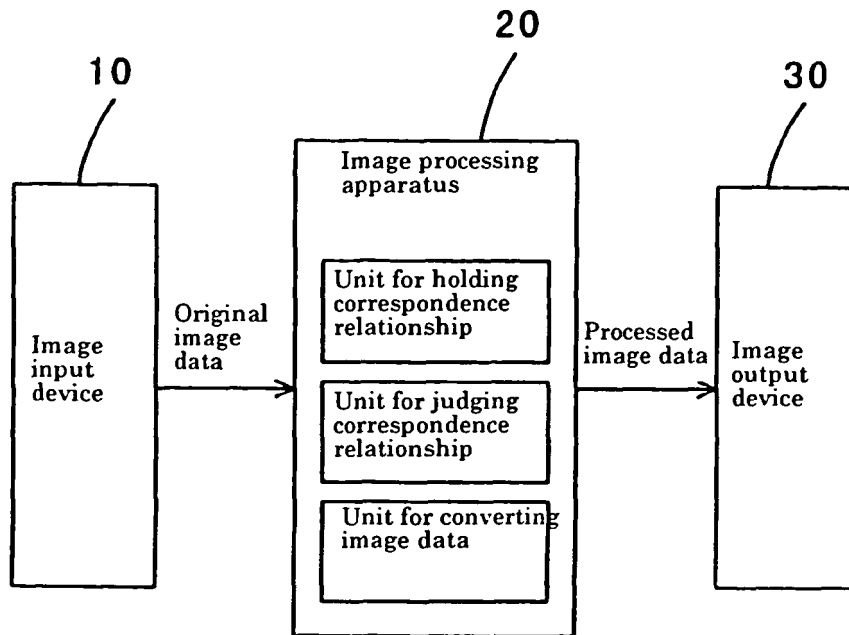 10
20
30
Image processing
apparatus
Unit for holding
correspondence
relationship
Original
image
data
Processed
image data
Image
input
device
Image
output
device
Unit for judging
correspondence
relationship
Unit for converting
image data